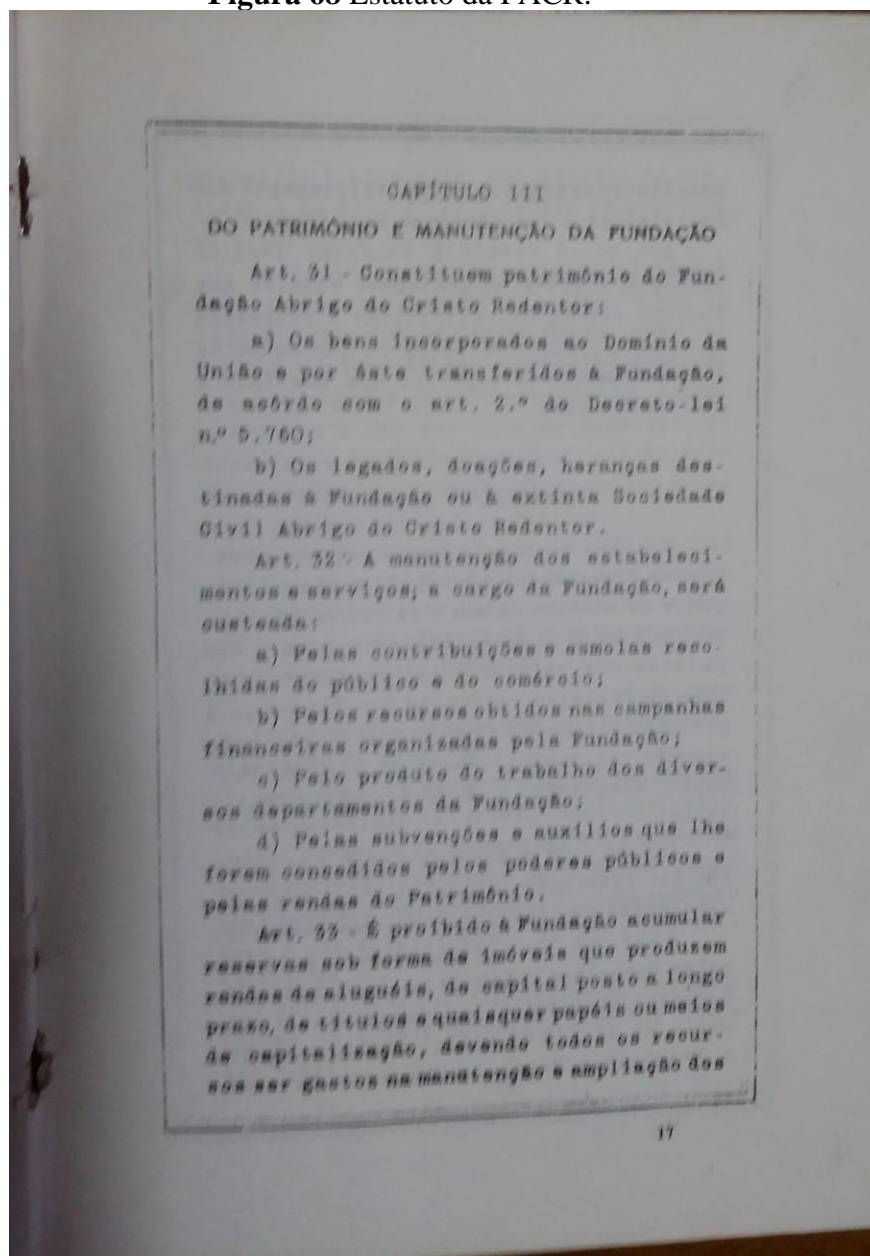 Figura 68 Estatuto da FACR.
CAPÍTULO III
DO PATRIMÔNIO E MANUTENÇÃO DA FUNDAÇÃO
Art. 31 - Constituem patrimônio do Fun-
dação Abrigo do Cristo Redentor:
a) Os bens incorporados ao Domínio da
União e por êste transferidos à Fundação,
de acôrdo com o art. 2.º do Decreto-lei
n.º 5.760;
b) Os legados, doações, heranças des-
tinadas à Fundação ou à extinta Sociedade
Civil Abrigo do Cristo Redentor.
Art. 32 - A manutenção dos estabeleci-
mentos e serviços, a cargo da Fundação, será
custeada:
a) Pelas contribuições e esmolas reco-
lhidas do público e do comércio;
b) Pelos recursos obtidos nas campanhas
financeiras organizadas pela Fundação;
c) Pelo produto do trabalho dos diver-
sos departamentos da Fundação;
d) Pelas subvenções e auxílios que lhe
forem concedidos pelos poderes públicos e
pelas rendas do Patrimônio.
Art. 33 - É proibido à Fundação acumular
reservas sob forma de imóveis que produzem
rendas de aluguéis, de capital posto a longo
prazo, de títulos e quaisquer papéis ou meios
de capitalização, devendo todos os recur-
sos ser gastos na manutenção e ampliação dos
17